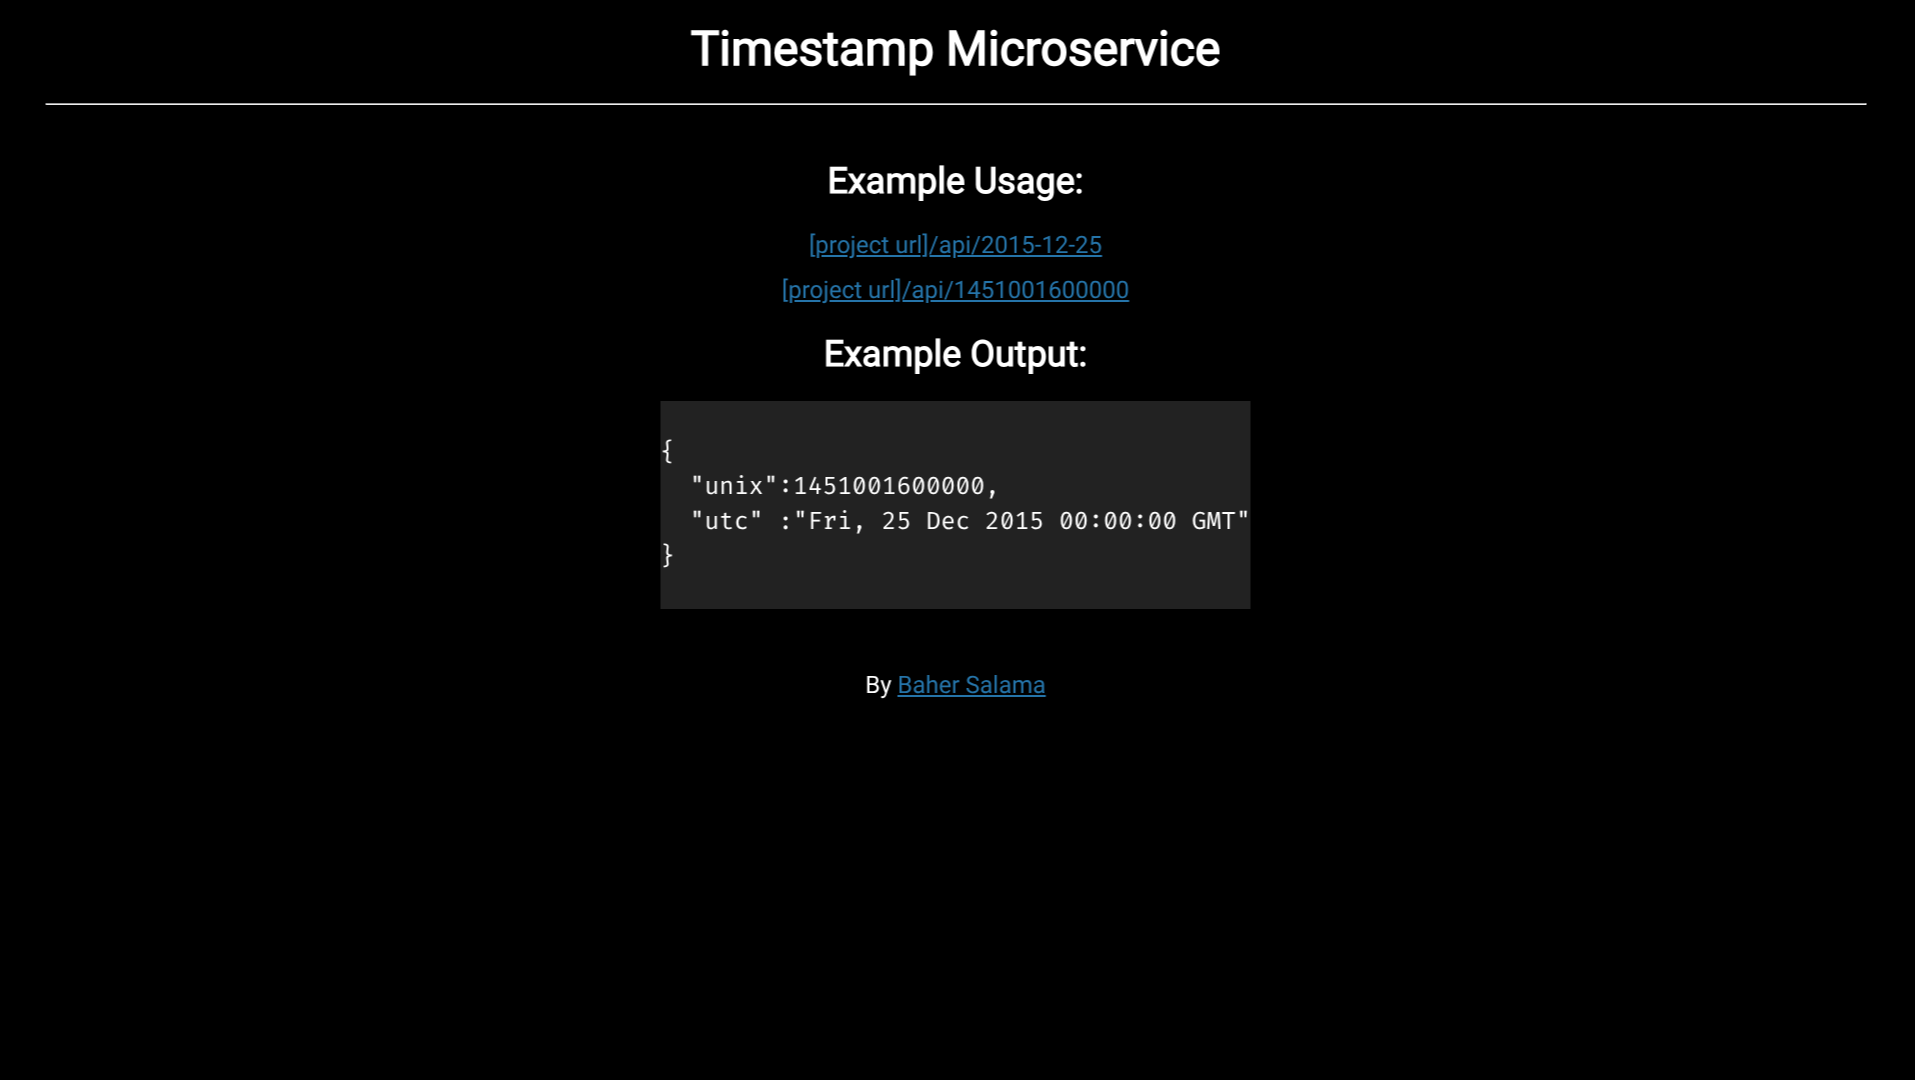 Timestamp Microservice
Example Usage:
[project url]/api/2015-12-25
[project url]/api/1451001600000
Example Output:
{
  "unix":1451001600000,
  "utc" :"Fri, 25 Dec 2015 00:00:00 GMT"
}
By Baher Salama